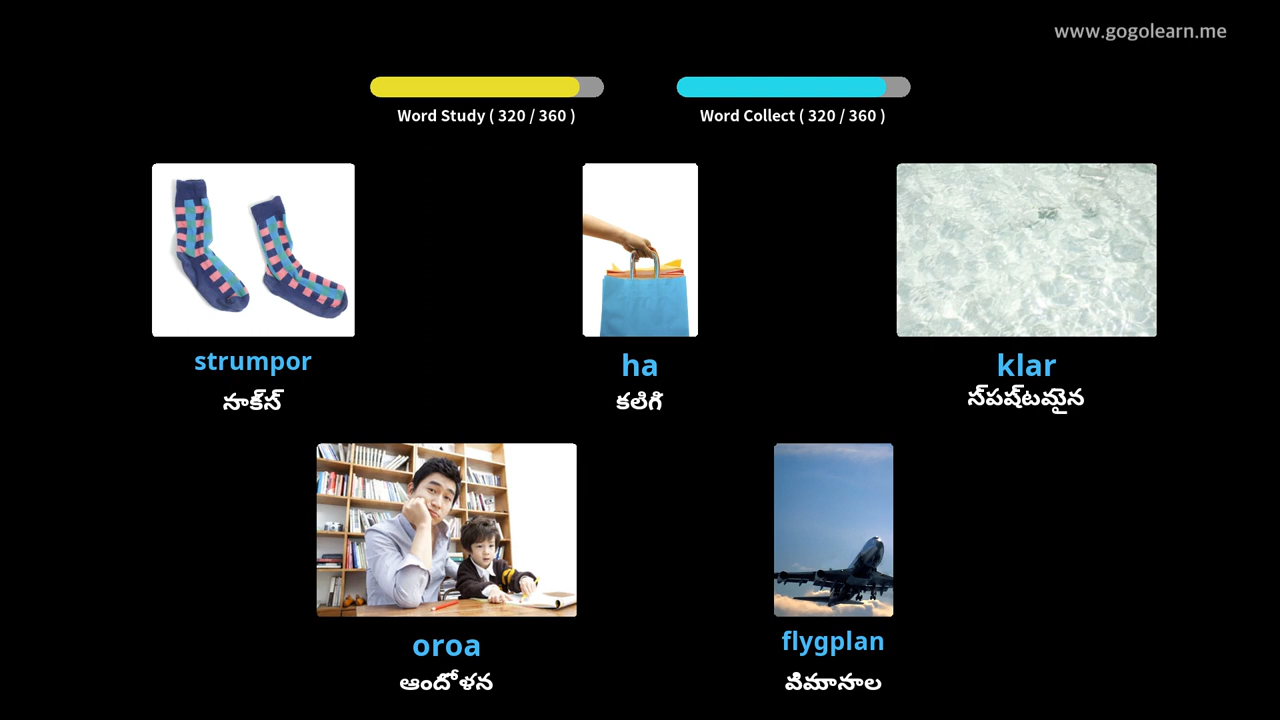 www.gogolearn.me
Word Study ( 320 / 360 )
Word Collect ( 320 / 360 )
strumpor
ha
klar
సాక్స్
కలిగి
స్పష్టమైన
oroa
flygplan
ఆందోళన
విమానాల